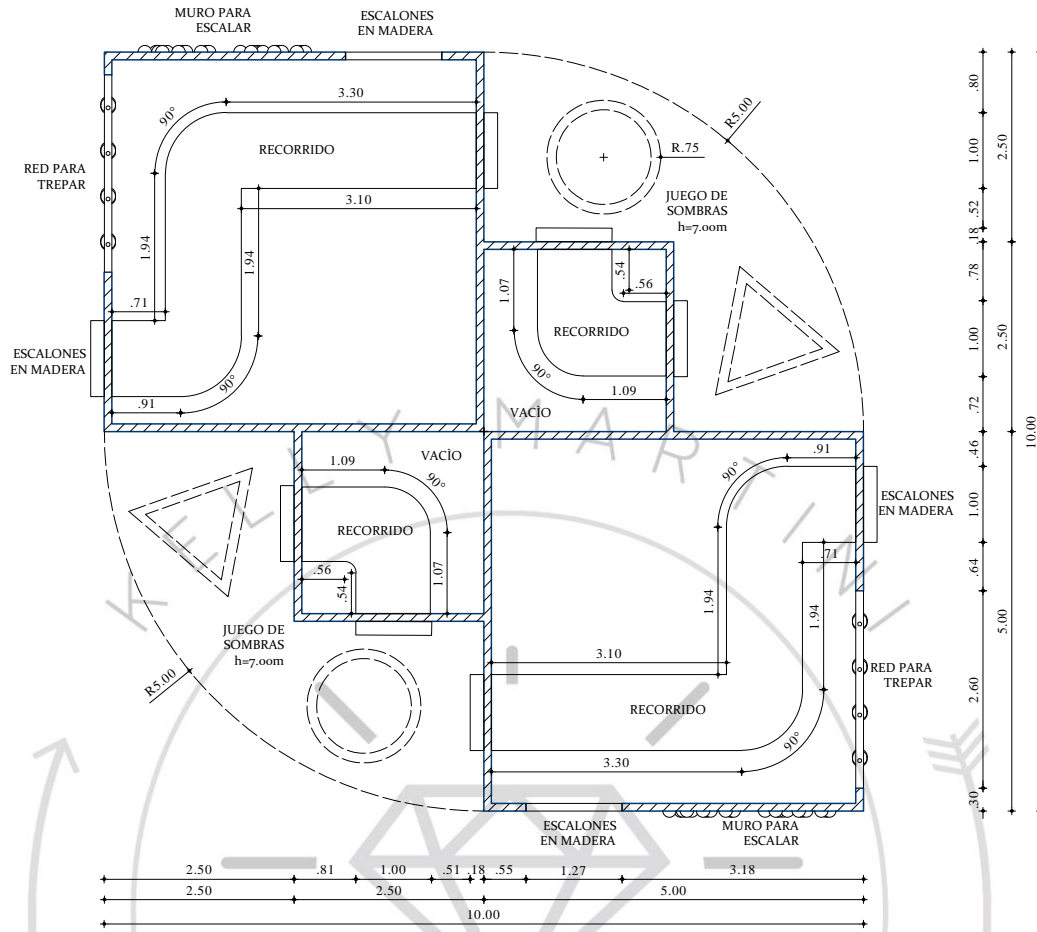 MURO PARA
ESCALAR
ESCALONES
EN MADERA
3.30
90°
RECORRIDO
RED PARA
TREPAR
3.10
1.94
1.94
.71
ESCALONES
EN MADERA
.91
90°
R5.00
R.75
JUEGO DE
SOMBRAS
h=7.00m
.54
.56
1.07
RECORRIDO
90°
1.09
VACÌO
.80
1.00
.52
.18
.78
1.00
.72
.46
1.00
.64
2.60
.30
2.50
2.50
5.00
10.00
VACÌO
1.09
90°
RECORRIDO
.56
.54
1.07
JUEGO DE
SOMBRAS
h=7.00m
R5.00
.91
90°
ESCALONES
EN MADERA
.71
1.94
1.94
3.10
RED PARA
TREPAR
RECORRIDO
3.30
90°
ESCALONES
EN MADERA
MURO PARA
ESCALAR
2.50
.81
1.00
.51
.18
.55
1.27
3.18
2.50
2.50
5.00
10.00
KELLY MARTINI